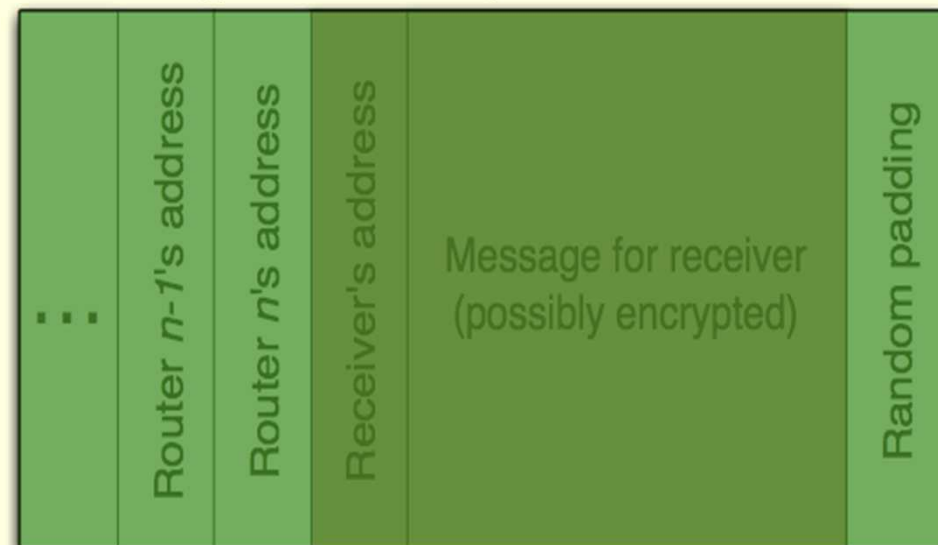 ...
Router n-1's address
Router n's address
Receiver's address
Message for receiver
(possibly encrypted)
Random padding